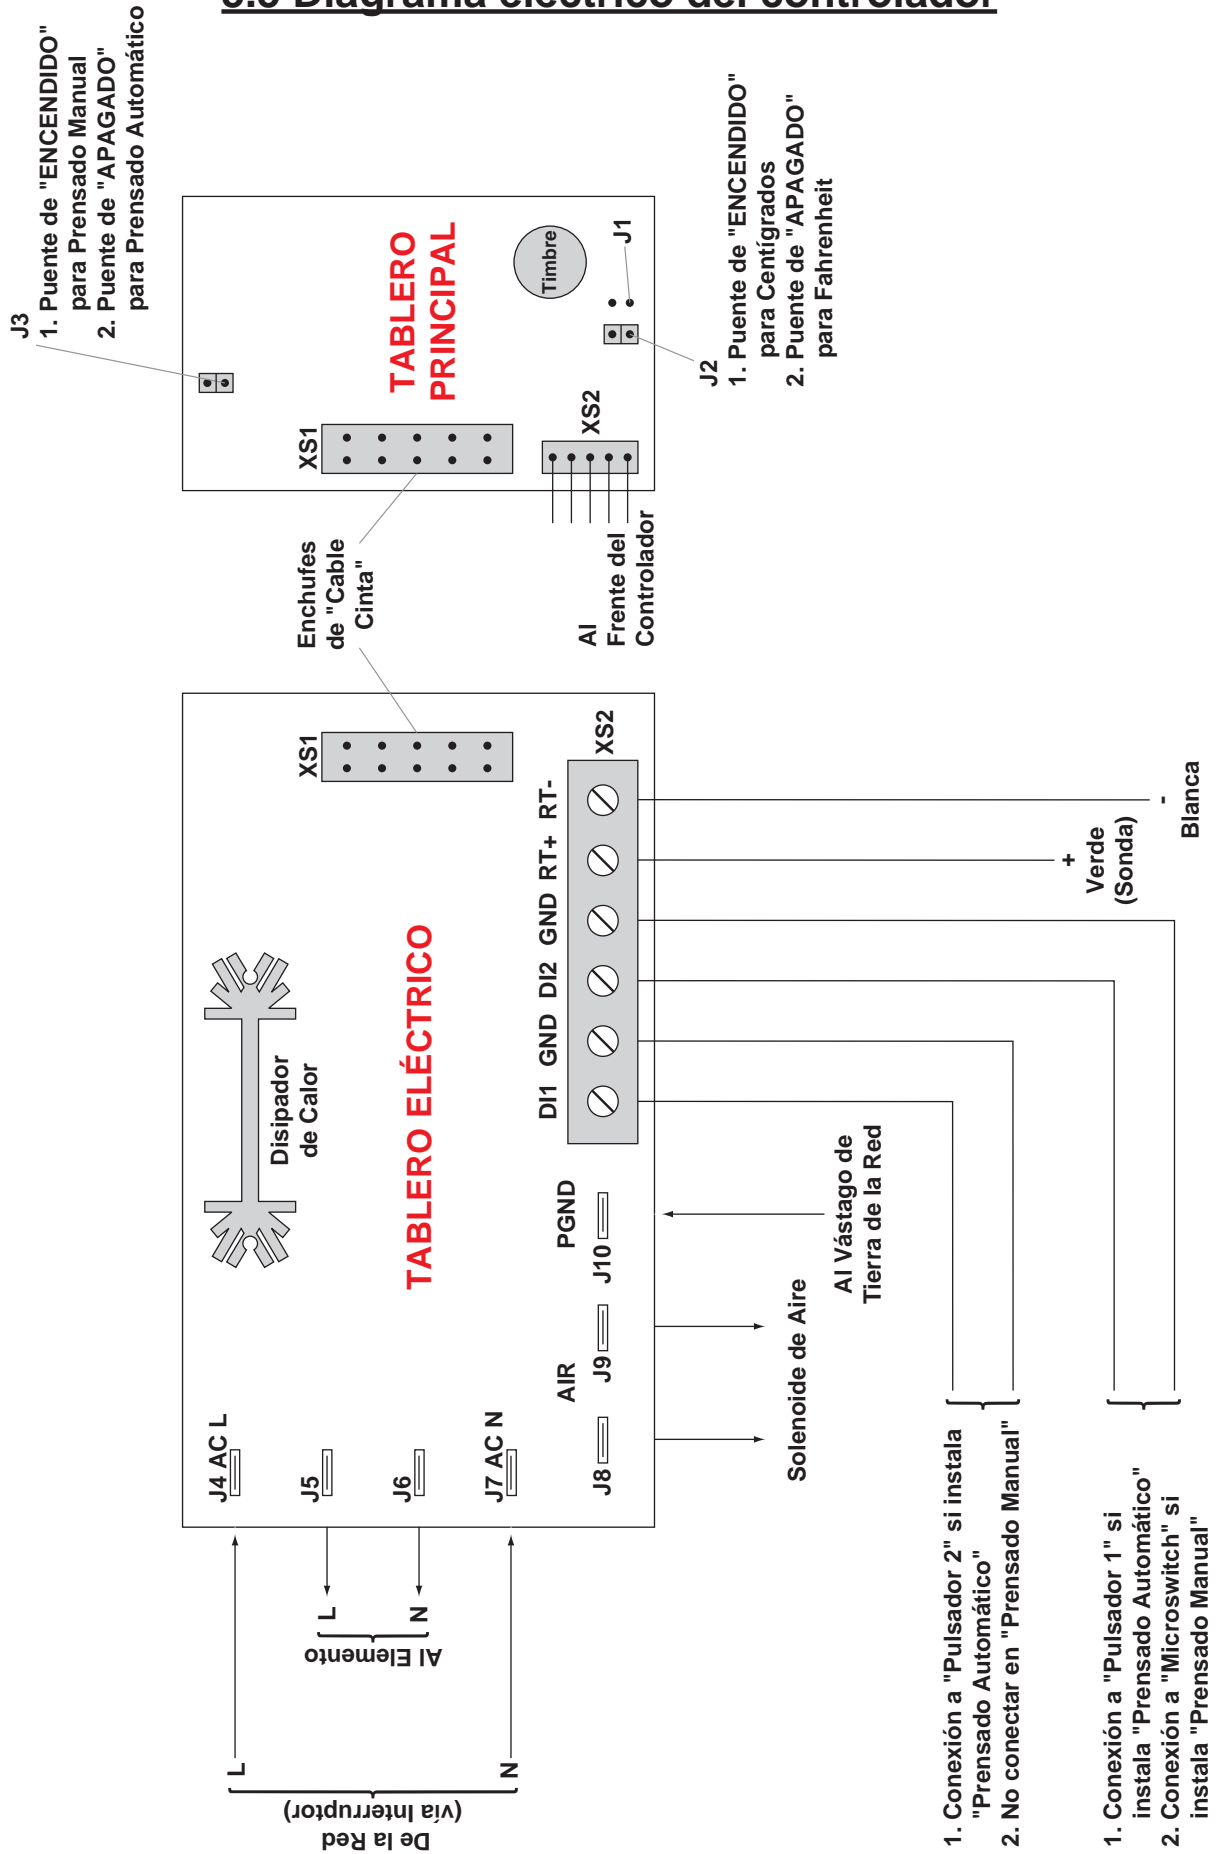 Diagrama eléctrico del controlador
J3
1. Puente de "ENCENDIDO"
para Prensado Manual
2. Puente de "APAGADO"
para Prensado Automático
TABLERO
PRINCIPAL
Timbre
J1
J2
1. Puente de "ENCENDIDO"
para Centígrados
2. Puente de "APAGADO"
para Fahrenheit
XS1
XS2
Enchufes
de "Cable
Cinta"
Al
Frente del
Controlador
XS1
XS2
TABLERO ELÉCTRICO
Disipador
de Calor
DI1 GND DI2 GND RT+ RT-
J4 AC L
J5
J6
J7 AC N
AIR
PGND
J8
J9
J10
L
N
Al Elemento
L
N
De la Red
(vía Interruptor)
Solenoide de Aire
Al Vástago de
Tierra de la Red
+
Verde
(Sonda)
-
Blanca
1. Conexión a "Pulsador 2" si instala
"Prensado Automático"
2. No conectar en "Prensado Manual"
1. Conexión a "Pulsador 1" si
instala "Prensado Automático"
2. Conexión a "Microswitch" si
instala "Prensado Manual"